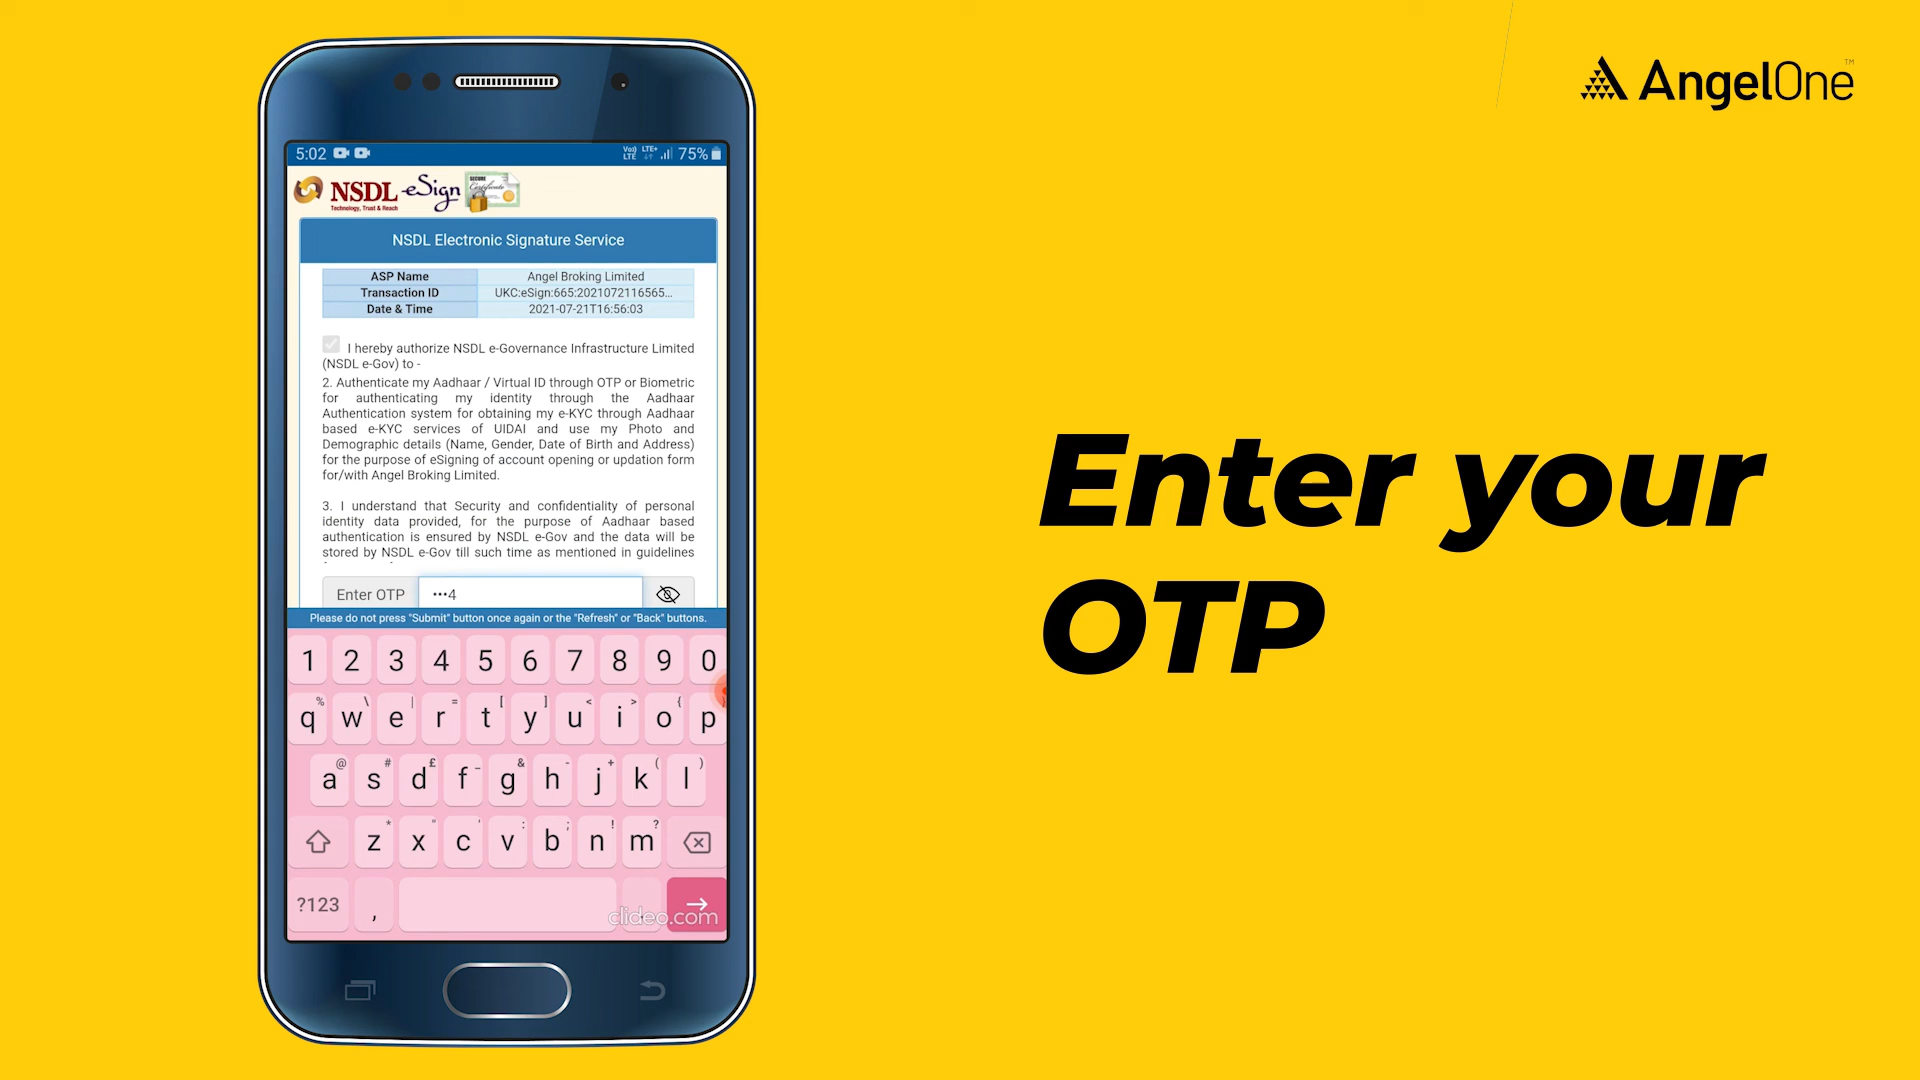 AngelOne™
5:02 Vo)) LTE LTE+ 75%
NSDL eSign
Technology, Trust & Reach
SECURE
Certificate
NSDL Electronic Signature Service
ASP Name Angel Broking Limited
Transaction ID UKC:eSign:665:2021072116565...
Date & Time 2021-07-21T16:56:03
I hereby authorize NSDL e-Governance Infrastructure Limited
(NSDL e-Gov) to -
2. Authenticate my Aadhaar / Virtual ID through OTP or Biometric
for authenticating my identity through the Aadhaar
Authentication system for obtaining my e-KYC through Aadhaar
based e-KYC services of UIDAI and use my Photo and
Demographic details (Name, Gender, Date of Birth and Address)
for the purpose of eSigning of account opening or updation form
for/with Angel Broking Limited.
3. I understand that Security and confidentiality of personal
identity data provided, for the purpose of Aadhaar based
authentication is ensured by NSDL e-Gov and the data will be
stored by NSDL e-Gov till such time as mentioned in guidelines
Enter OTP •••4
Please do not press "Submit" button once again or the "Refresh" or "Back" buttons.
1 2 3 4 5 6 7 8 9 0
% \ | = [ ] < > {
q w e r t y u i o p
@ # £ _ & - + ( )
a s d f g h j k l
* " ' : ; ! ?
z x c v b n m
?123 , .
clideo.com
Enter your
OTP